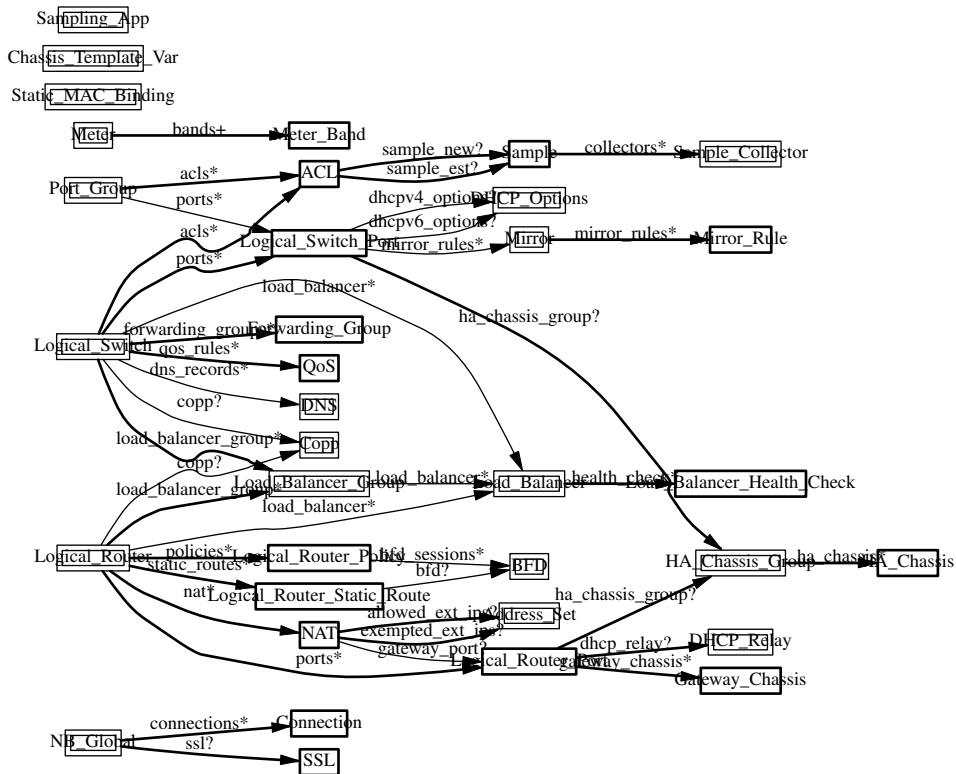 Sampling_App
Chassis_Template_Var
Static_MAC_Binding
Meter
bands+
Meter_Band
Port_Group
acls*
ports*
ACL
sample_new?
sample_est?
Sample
collectors*
Sample_Collector
dhcpv4_options?
dhcpv6_options?
DHCP_Options
Logical_Switch_Port
mirror_rules*
Mirror
mirror_rules*
Mirror_Rule
acls*
ports*
load_balancer*
ha_chassis_group?
Logical_Switch
forwarding_group*
Forwarding_Group
qos_rules*
QoS
dns_records*
DNS
copp?
Copp
load_balancer_group*
copp?
load_balancer_group*
Load_Balancer_Group
load_balancer*
Load_Balancer
health_check*
Load_Balancer_Health_Check
load_balancer*
Logical_Router
policies*
Logical_Router_Policy
bfd_sessions*
static_routes*
Logical_Router_Static_Route
bfd?
BFD
HA_Chassis_Group
ha_chassis*
HA_Chassis
nat*
NAT
allowed_ext_ips?
exempted_ext_ips?
Address_Set
ha_chassis_group?
gateway_port?
ports*
Logical_Router_Port
dhcp_relay?
DHCP_Relay
gateway_chassis*
Gateway_Chassis
NB_Global
connections*
Connection
ssl?
SSL